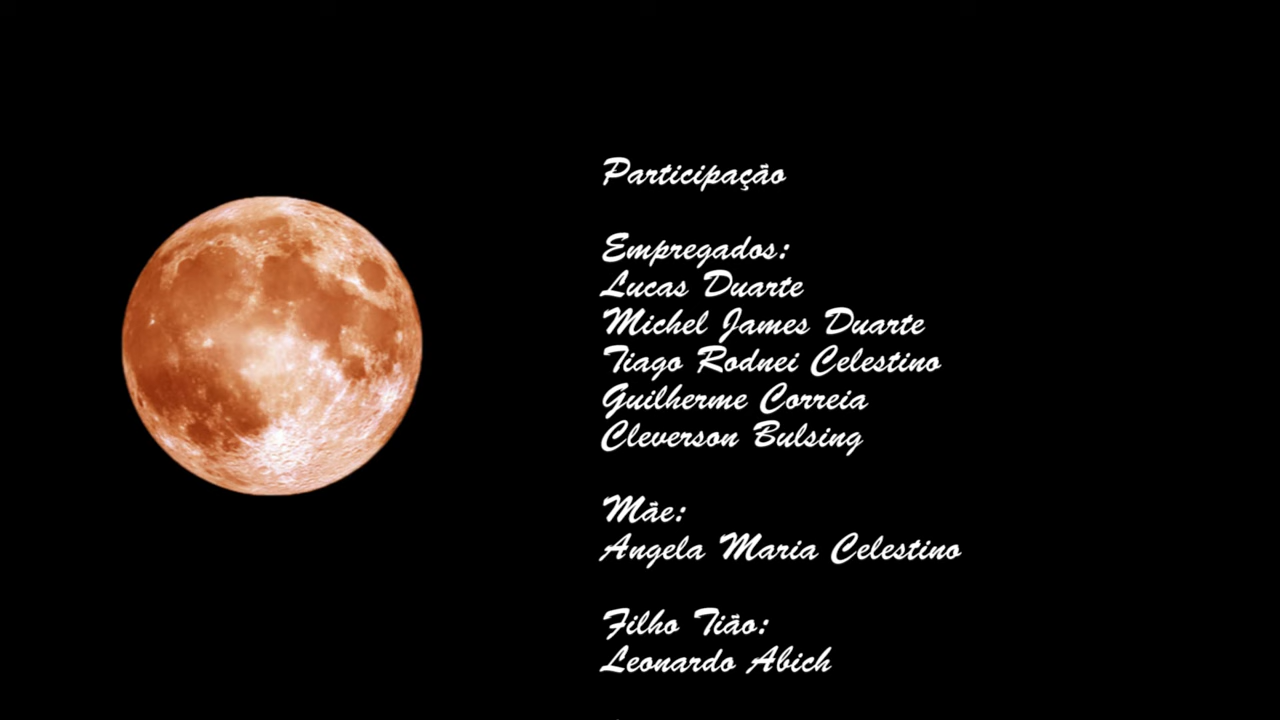 Participação
Empregados:
Lucas Duarte
Michel James Duarte
Tiago Rodnei Celestino
Guilherme Correia
Cleverson Bulsing
Mãe:
Angela Maria Celestino
Filho Tião:
Leonardo Abich